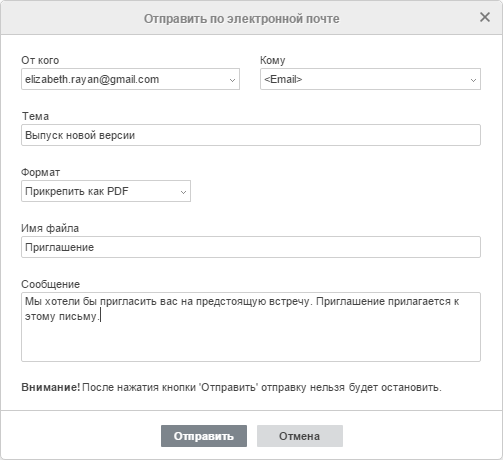 Отправить по электронной почте
От кого
Кому
elizabeth.rayan@gmail.com
<Email>
Тема
Выпуск новой версии
Формат
Прикрепить как PDF
Имя файла
Приглашение
Сообщение
Мы хотели бы пригласить вас на предстоящую встречу. Приглашение прилагается к
этому письму.
Внимание! После нажатия кнопки 'Отправить' отправку нельзя будет остановить.
Отправить
Отмена